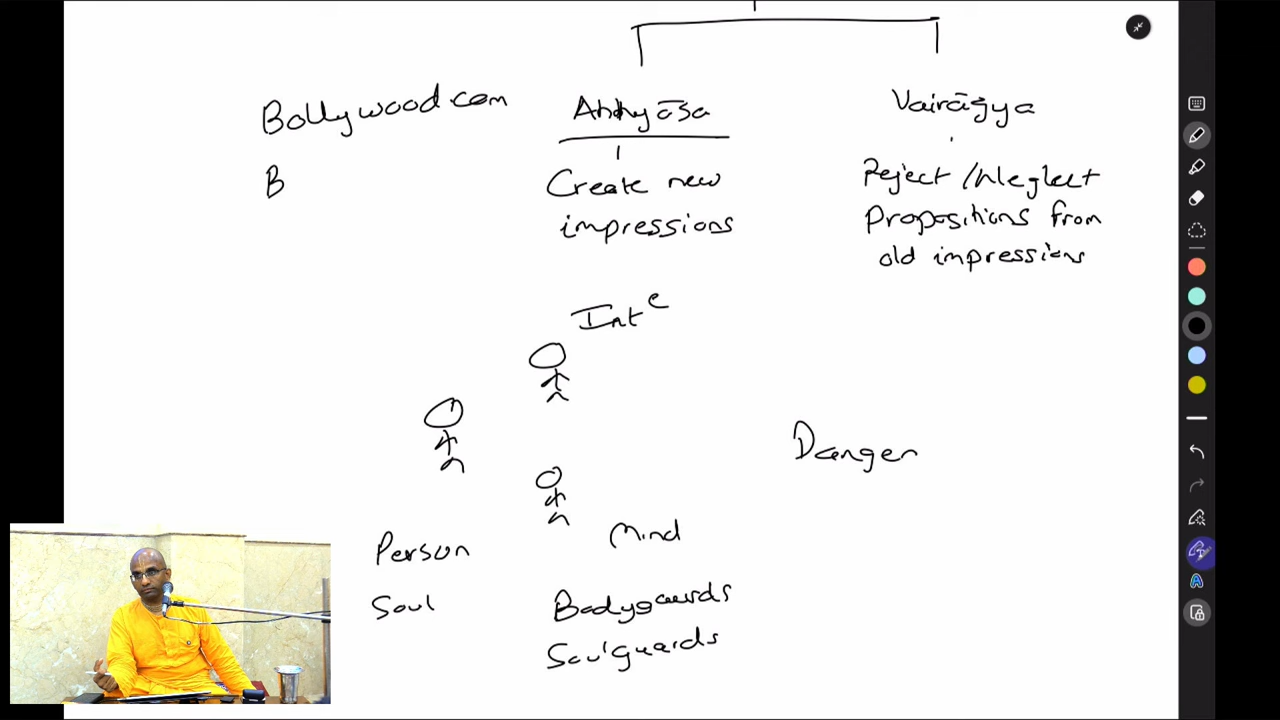 Bollywood.com
B
Abhyāsa
Create new
impressions
Vairāgya
Reject/Neglect
Propositions from
old impressions
Int e
Danger
Mind
Person
Soul
Bodyguards
Soulguards
A